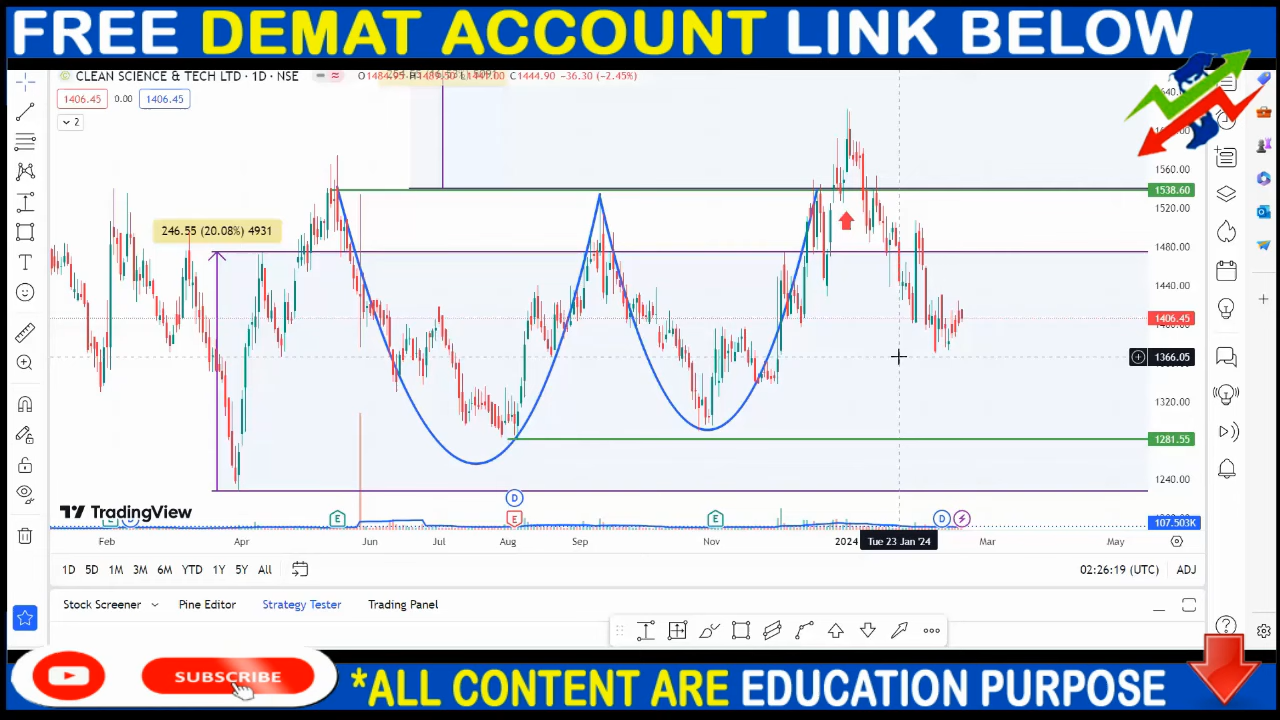 FREE DEMAT ACCOUNT LINK BELOW
CLEAN SCIENCE & TECH LTD · 1D · NSE
C1444.90 -36.30 (-2.45%)
1406.45 0.00 1406.45
2
1560.00
1538.60
1520.00
246.55 (20.08%) 4931
1480.00
1440.00
1406.45
1366.05
1320.00
1281.55
1240.00
TradingView
D
E E E D
107.503K
Feb Apr Jun Jul Aug Sep Nov 2024 Tue 23 Jan '24 Mar May
1D 5D 1M 3M 6M YTD 1Y 5Y All 02:26:19 (UTC) ADJ
Stock Screener Pine Editor Strategy Tester Trading Panel
SUBSCRIBE
*ALL CONTENT ARE EDUCATION PURPOSE